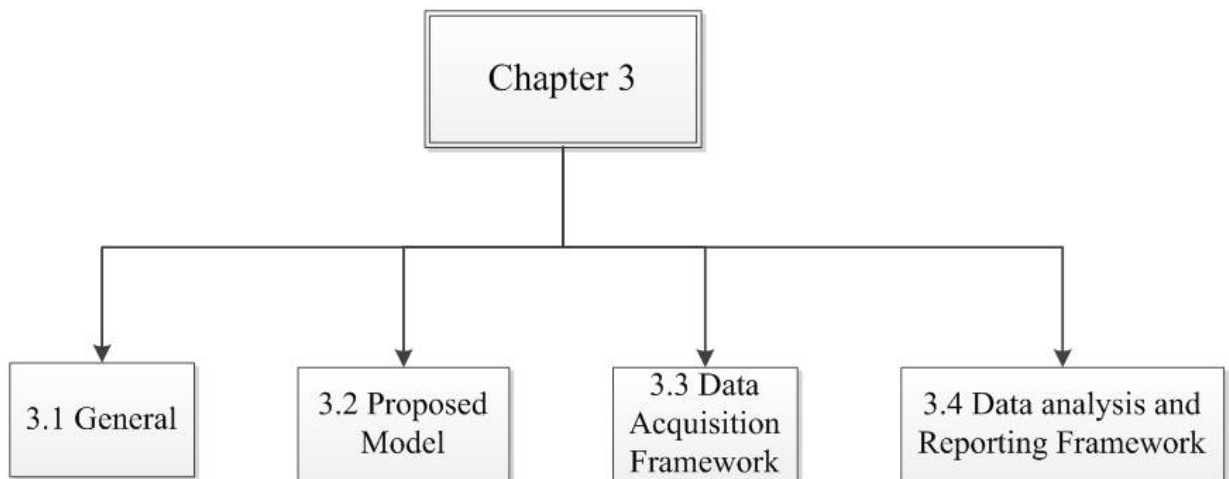 Chapter 3
3.1 General
3.2 Proposed
Model
3.3 Data
Acquisition
Framework
3.4 Data analysis and
Reporting Framework